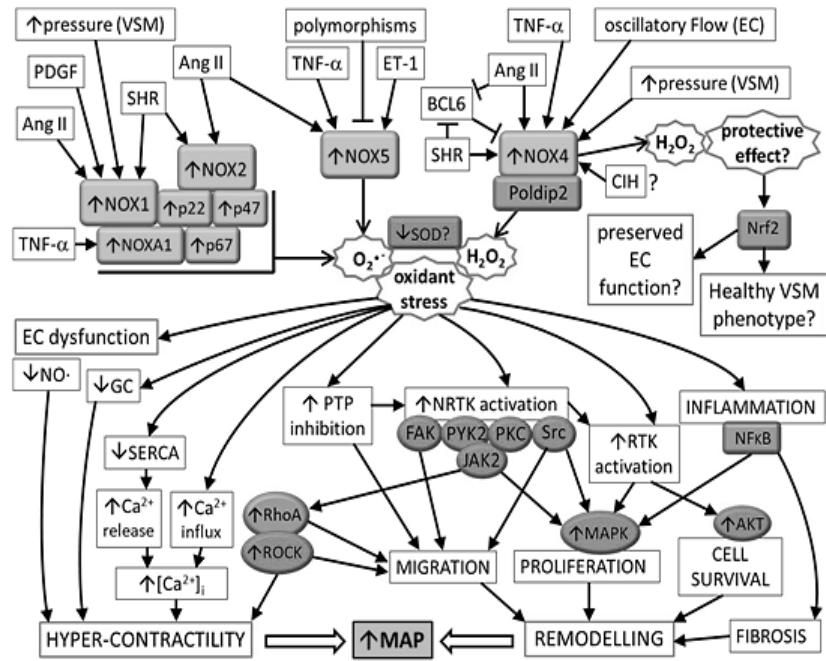 ↑pressure (VSM)
polymorphisms
TNF-α
oscillatory Flow (EC)
PDGF
Ang II
TNF-α
ET-1
Ang II
↑pressure (VSM)
SHR
BCL6
Ang II
↑NOX2
↑NOX5
SHR
↑NOX4
H₂O₂
protective
effect?
↑NOX1
↑p22
↑p47
Poldip2
CIH ?
TNF-α
↑NOXA1
↑p67
Nrf2
O₂•-
↓SOD?
H₂O₂
preserved
EC
function?
oxidant
stress
Healthy VSM
phenotype?
EC dysfunction
↓NO·
↓GC
↑ PTP
inhibition
↑NRTK activation
INFLAMMATION
FAK
PYK2
PKC
Src
NFκB
↓SERCA
JAK2
↑RTK
activation
↑Ca²⁺
release
↑Ca²⁺
influx
↑RhoA
↑MAPK
↑AKT
↑ROCK
MIGRATION
PROLIFERATION
CELL
SURVIVAL
↑[Ca²⁺]ᵢ
HYPER-CONTRACTILITY
↑MAP
REMODELLING
FIBROSIS